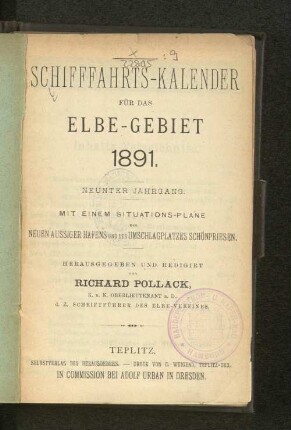 SCHIFFFAHRTS-KALENDER
FÜR DAS
ELBE-GEBIET
1891.
NEUNTER JAHRGANG.
MIT EINEM SITUATIONS-PLANE
DES
NEUEN AUSSIGER HAFENS UND DES UMSCHLAGPLATZES SCHÖNPRIESEN.
HERAUSGEGEBEN UND REDIGIRT
VON
RICHARD POLLACK,
K. u. K. OBERLIEUTENANT a. D.
d. Z. SCHRIFTFÜHRER DES ELBE-VEREINES.
TEPLITZ.
SELBSTVERLAG DES HERAUSGEBERS. — DRUCK VON C. WEIGEND, TEPLITZ
IN COMMISSION BEI ADOLF URBAN IN DRESDEN.